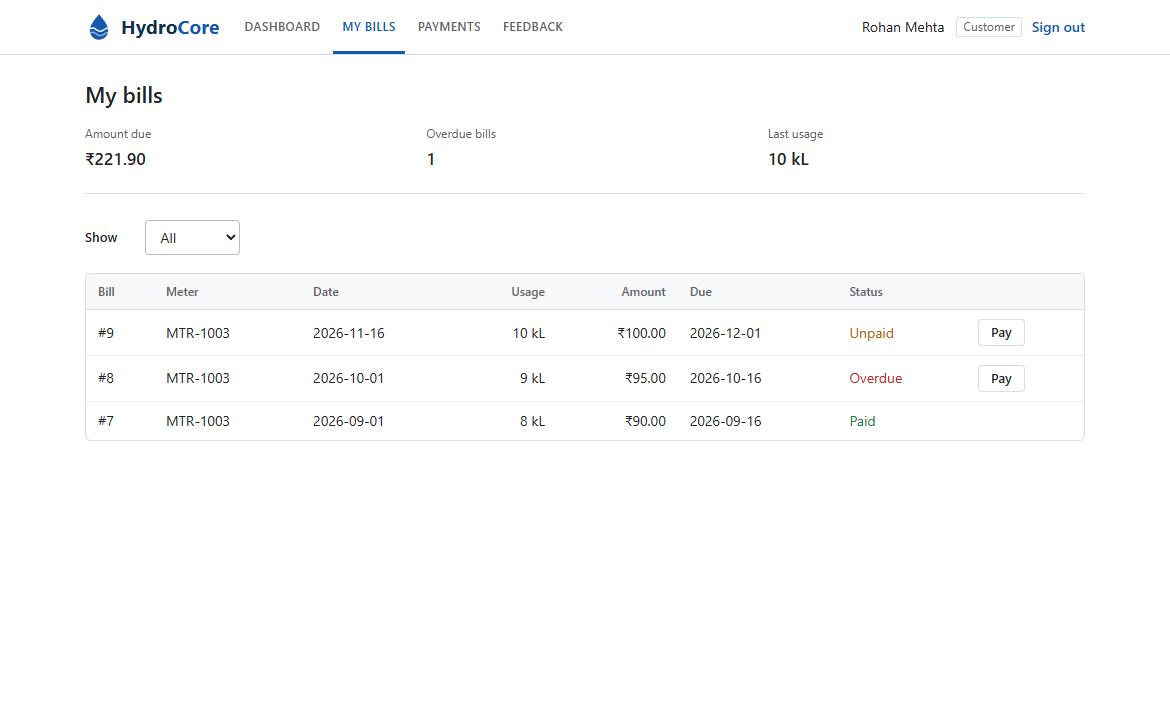 HydroCore DASHBOARD MY BILLS PAYMENTS FEEDBACK Rohan Mehta Customer Sign out
My bills
Amount due Overdue bills Last usage
₹221.90 1 10 kL
Show All
Bill Meter Date Usage Amount Due Status
#9 MTR-1003 2026-11-16 10 kL ₹100.00 2026-12-01 Unpaid Pay
#8 MTR-1003 2026-10-01 9 kL ₹95.00 2026-10-16 Overdue Pay
#7 MTR-1003 2026-09-01 8 kL ₹90.00 2026-09-16 Paid